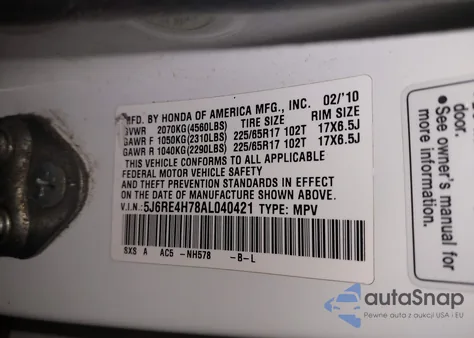 MFD. BY HONDA OF AMERICA MFG., INC. 02/'10
GVWR 2070KG(4560LBS) TIRE SIZE RIM SIZE
GAWR F 1050KG(2310LBS) 225/65R17 102T 17X6.5J
GAWR R 1040KG(2290LBS) 225/65R17 102T 17X6.5J
THIS VEHICLE CONFORMS TO ALL APPLICABLE
FEDERAL MOTOR VEHICLE SAFETY
AND THEFT PREVENTION STANDARDS IN EFFECT
ON THE DATE OF MANUFACTURE SHOWN ABOVE.
V.I.N.: 5J6RE4H78AL040421 TYPE: MPV
SXS A AC5 -NH578 -B-L
door.
•See owner's
manual for
autoSnap
Pewne auta z aukcji USA i EU